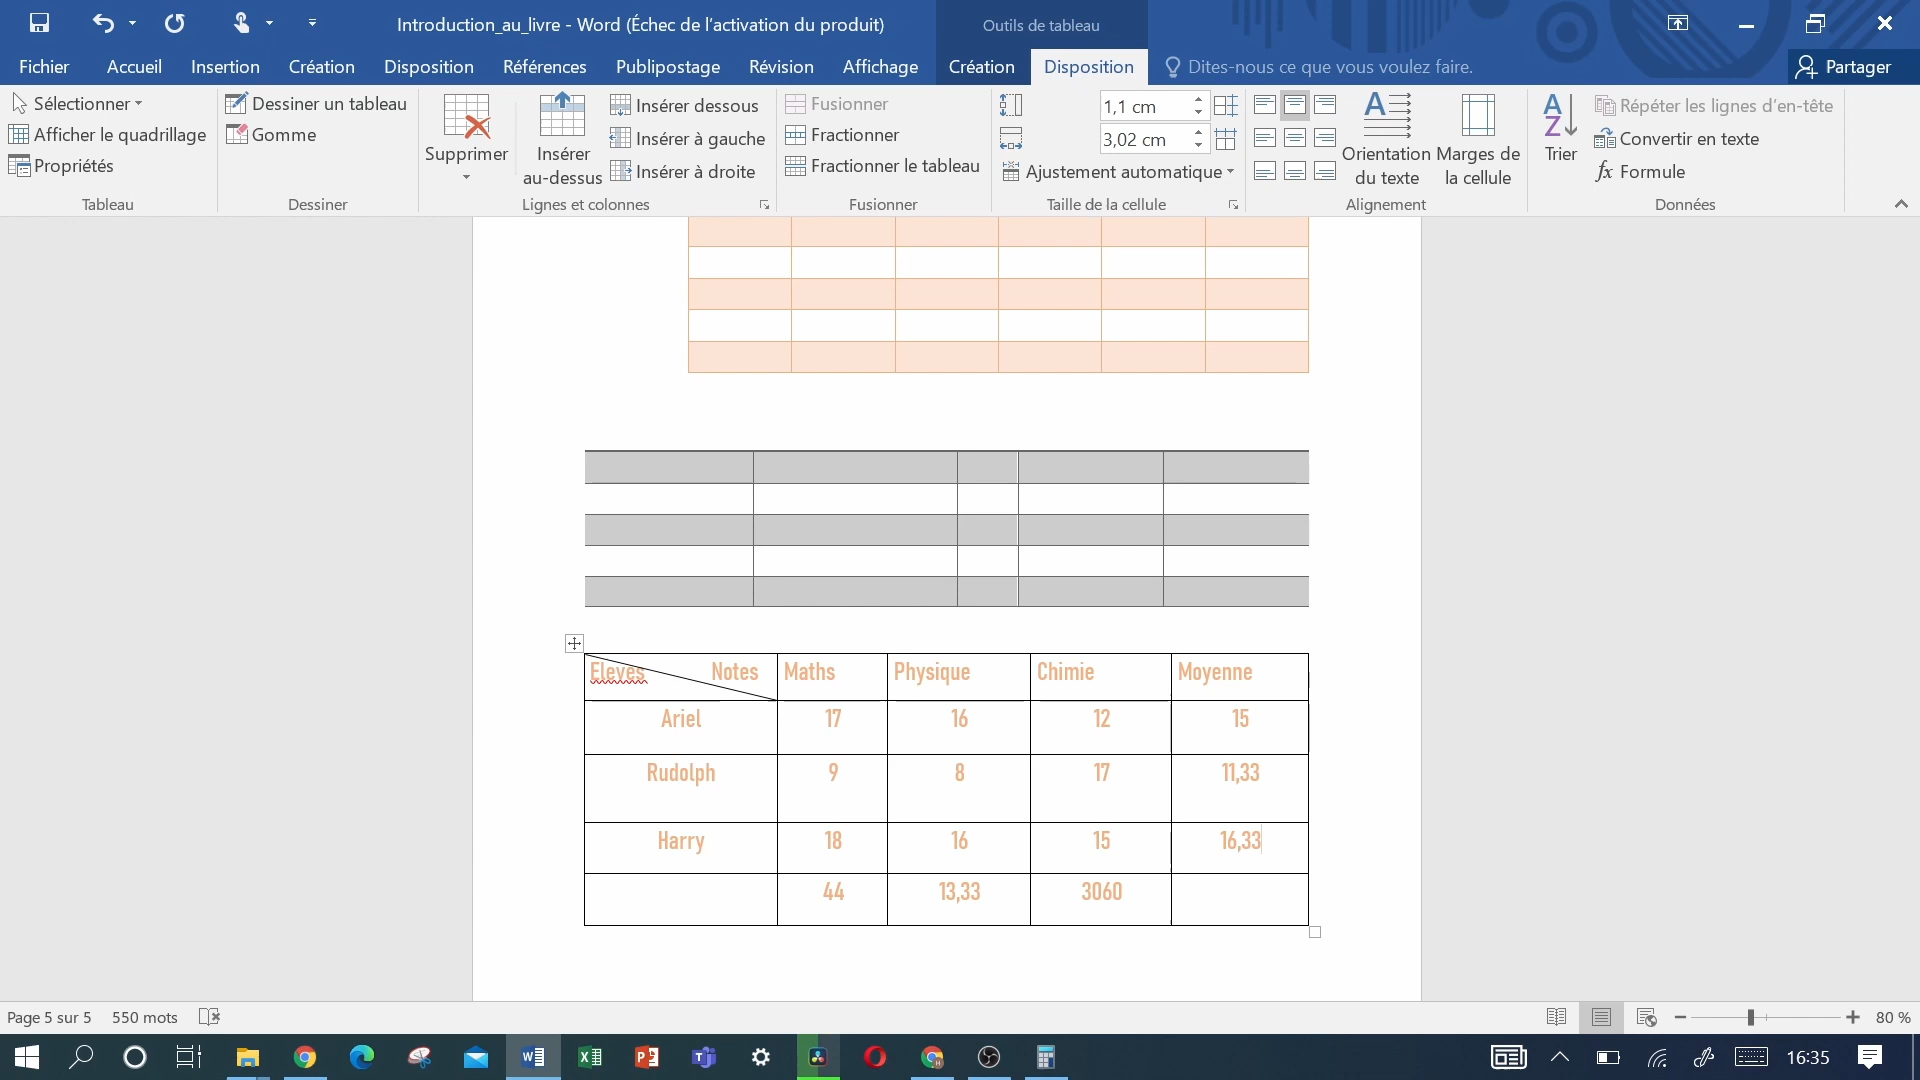 Introduction_au_livre - Word (Échec de l'activation du produit)
Outils de tableau
Fichier Accueil Insertion Création Disposition Références Publipostage Révision Affichage Création Disposition Dites-nous ce que vous voulez faire. Partager
Sélectionner
Afficher le quadrillage
Propriétés
Tableau
Dessiner un tableau
Gomme
Dessiner
Supprimer
Insérer
au-dessus
Insérer dessous
Insérer à gauche
Insérer à droite
Lignes et colonnes
Fusionner
Fractionner
Fractionner le tableau
Fusionner
1,1 cm
3,02 cm
Ajustement automatique
Taille de la cellule
Orientation
du texte
Marges de
la cellule
Alignement
Trier
Répéter les lignes d'en-tête
Convertir en texte
Formule
Données
Eleves Notes Maths Physique Chimie Moyenne
Ariel 17 16 12 15
Rudolph 9 8 17 11,33
Harry 18 16 15 16,33
44 13,33 3060
Page 5 sur 5 550 mots 80 %
16:35